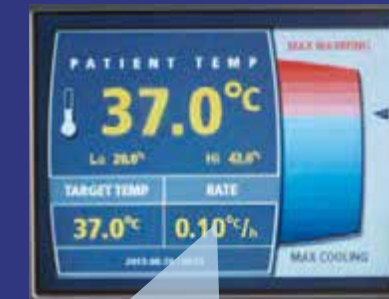 MAX WARMING
PATIENT TEMP
37.0°C
Lo 28.0°C Hi 42.0°C
TARGET TEMP RATE
37.0°C 0.10°C/h
MAX COOLING